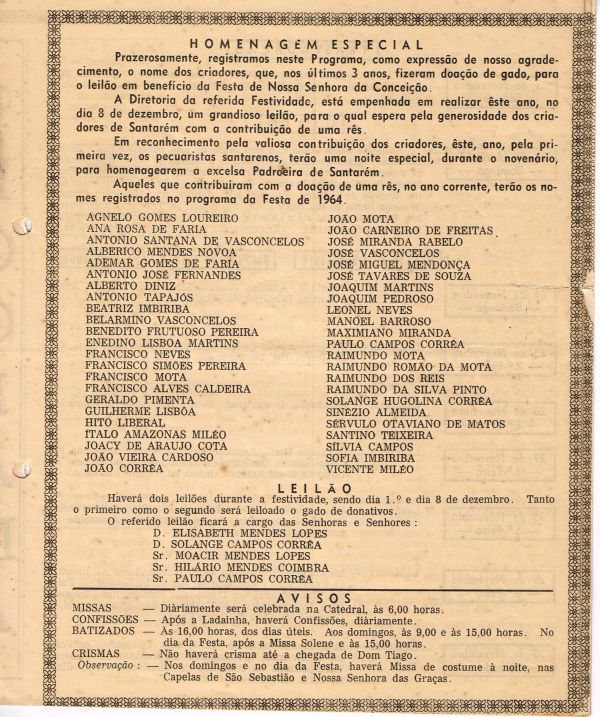 HOMENAGEM ESPECIAL
Prazerosamente, registramos neste Programa, como expressão de nosso agrade-
cimento, o nome dos criadores, que, nos últimos 3 anos, fizeram doação de gado, para
o leilão em benefício da Festa de Nossa Senhora da Conceição.
A Diretoria da referida Festividade, está empenhada em realizar êste ano, no
dia 8 de dezembro, um grandioso leilão, para o qual espera pela generosidade dos cria-
dores de Santarém com a contribuição de uma rês.
Em reconhecimento pela valiosa contribuição dos criadores, êste, ano, pela pri-
meira vez, os pecuaristas santarenos, terão uma noite especial, durante o novenário,
para homenagearem a excelsa Padroeira de Santarém.
Aqueles que contribuiram com a doação de uma rês, no ano corrente, terão os no-
mes registrados no programa da Festa de 1964.
AGNELO GOMES LOUREIRO
ANA ROSA DE FARIA
ANTONIO SANTANA DE VASCONCELOS
ALBERICO MENDES NÓVOA
ADEMAR GOMES DE FARIA
ANTONIO JOSÉ FERNANDES
ALBERTO DINIZ
ANTONIO TAPAJÓS
BEATRIZ IMBIRIBA
BELARMINO VASCONCELOS
BENEDITO FRUTUOSO PEREIRA
ENEDINO LISBOA MARTINS
FRANCISCO NEVES
FRANCISCO SIMÕES PEREIRA
FRANCISCO MOTA
FRANCISCO ALVES CALDEIRA
GERALDO PIMENTA
GUILHERME LISBÔA
HITO LIBERAL
ÍTALO AMAZONAS MILÉO
JOACY DE ARAUJO COTA
JOÃO VIEIRA CARDOSO
JOÃO CORRÊA
JOÃO MOTA
JOÃO CARNEIRO DE FREITAS
JOSÉ MIRANDA RABELO
JOSÉ VASCONCELOS
JOSÉ MIGUEL MENDONÇA
JOSÉ TAVARES DE SOUZA
JOAQUIM MARTINS
JOAQUIM PEDROSO
LEONEL NEVES
MANOEL BARROSO
MAXIMIANO MIRANDA
PAULO CAMPOS CORRÊA
RAIMUNDO MOTA
RAIMUNDO ROMÃO DA MOTA
RAIMUNDO DOS REIS
RAIMUNDO DA SILVA PINTO
SOLANGE HUGOLINA CORRÊA
SINÉZIO ALMEIDA
SÉRVULO OTAVIANO DE MATOS
SANTINO TEIXEIRA
SÍLVIA CAMPOS
SOFIA IMBIRIBA
VICENTE MILÉO
LEILÃO
Haverá dois leilões durante a festividade, sendo dia 1.º e dia 8 de dezembro. Tanto
o primeiro como o segundo será leiloado o gado de donativos.
O referido leilão ficará a cargo das Senhoras e Senhores :
D. ELISABETH MENDES LOPES
D. SOLANGE CAMPOS CORRÊA
Sr. MOACIR MENDES LOPES
Sr. HILÁRIO MENDES COIMBRA
Sr. PAULO CAMPOS CORRÊA
AVISOS
MISSAS — Diàriamente será celebrada na Catedral, às 6,00 horas.
CONFISSÕES — Após a Ladainha, haverá Confissões, diàriamente.
BATIZADOS — Às 16,00 horas, dos dias úteis. Aos domingos, às 9,00 e às 15,00 horas. No
dia da Festa, após a Missa Solene e às 15,00 horas.
CRISMAS — Não haverá crisma até a chegada de Dom Tiago.
Observação : — Nos domingos e no dia da Festa, haverá Missa de costume à noite, nas
Capelas de São Sebastião e Nossa Senhora das Graças.